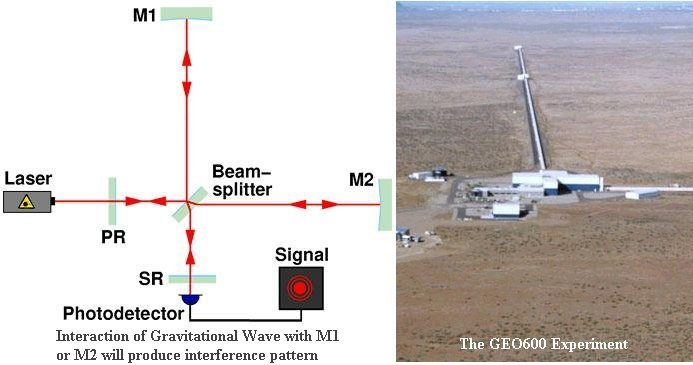 M1
Laser
Beam–
splitter
M2
PR
SR
Signal
Photodetector
Interaction of Gravitational Wave with M1
or M2 will produce interference pattern
The GEO600 Experiment